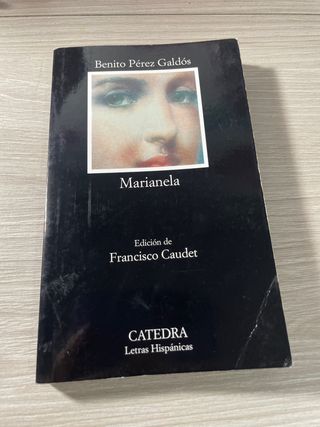 Benito Pérez Galdós
Marianela
Edición de
Francisco Caudet
CATEDRA
Letras Hispánicas